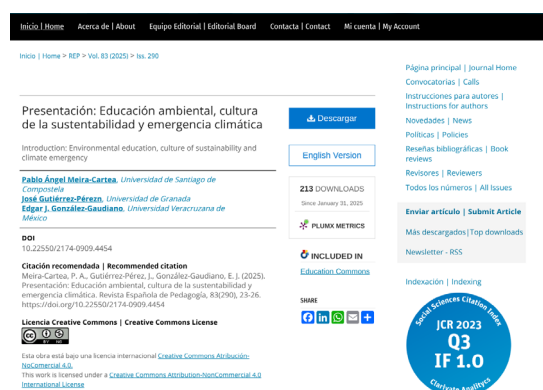 Inicio | Home   Acerca de | About   Equipo Editorial | Editorial Board   Contacta | Contact   Mi cuenta | My Account
Inicio | Home > REP > Vol. 83 (2025) > Iss. 290
Presentación: Educación ambiental, cultura
de la sustentabilidad y emergencia climática
Introduction: Environmental education, culture of sustainability and
climate emergency
Pablo Ángel Meira-Cartea, Universidad de Santiago de
Compostela
José Gutiérrez-Pérezn, Universidad de Granada
Edgar J. González-Gaudiano, Universidad Veracruzana de
México
DOI
10.22550/2174-0909.4454
Citación recomendada | Recommended citation
Meira-Cartea, P. A., Gutiérrez-Pérez, J., González-Gaudiano, E. J. (2025).
Presentación: Educación ambiental, cultura de la sustentabilidad y
emergencia climática. Revista Española de Pedagogía, 83(290), 23-26.
https://doi.org/10.22550/2174-0909.4454
Licencia Creative Commons | Creative Commons License
cc
BY NC
Esta obra está bajo una licencia internacional Creative Commons Atribución-
NoComercial 4.0.
This work is licensed under a Creative Commons Attribution-NonCommercial 4.0
International License
Descargar
English Version
213 DOWNLOADS
Since January 31, 2025
PLUMX METRICS
INCLUDED IN
Education Commons
SHARE
Página principal | Journal Home
Convocatorias | Calls
Instrucciones para autores |
Instructions for authors
Novedades | News
Políticas | Policies
Reseñas bibliográficas | Book
reviews
Revisores | Reviewers
Todos los números | All Issues
Enviar artículo | Submit Article
Más descargados|Top downloads
Newsletter - RSS
Indexación | Indexing
Social Sciences Citation Index
JCR 2023
Q3
IF 1.0
Clarivate Analitycs